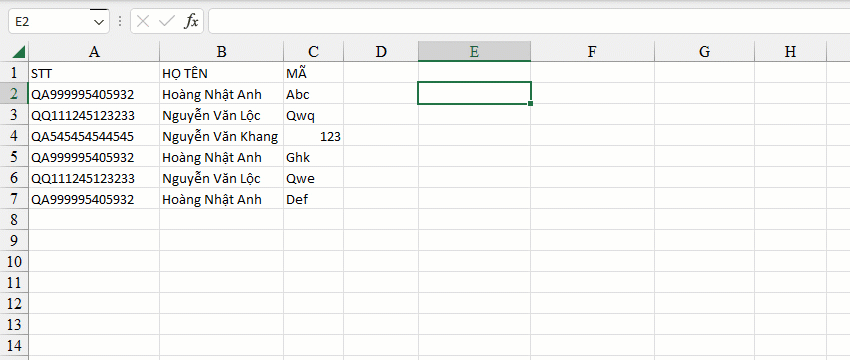 E2 fx
A B C D E F G H
1 STT HỌ TÊN MÃ
2 QA999995405932 Hoàng Nhật Anh Abc
3 QQ111245123233 Nguyễn Văn Lộc Qwq
4 QA545454544545 Nguyễn Văn Khang 123
5 QA999995405932 Hoàng Nhật Anh Ghk
6 QQ111245123233 Nguyễn Văn Lộc Qwe
7 QA999995405932 Hoàng Nhật Anh Def
8
9
10
11
12
13
14